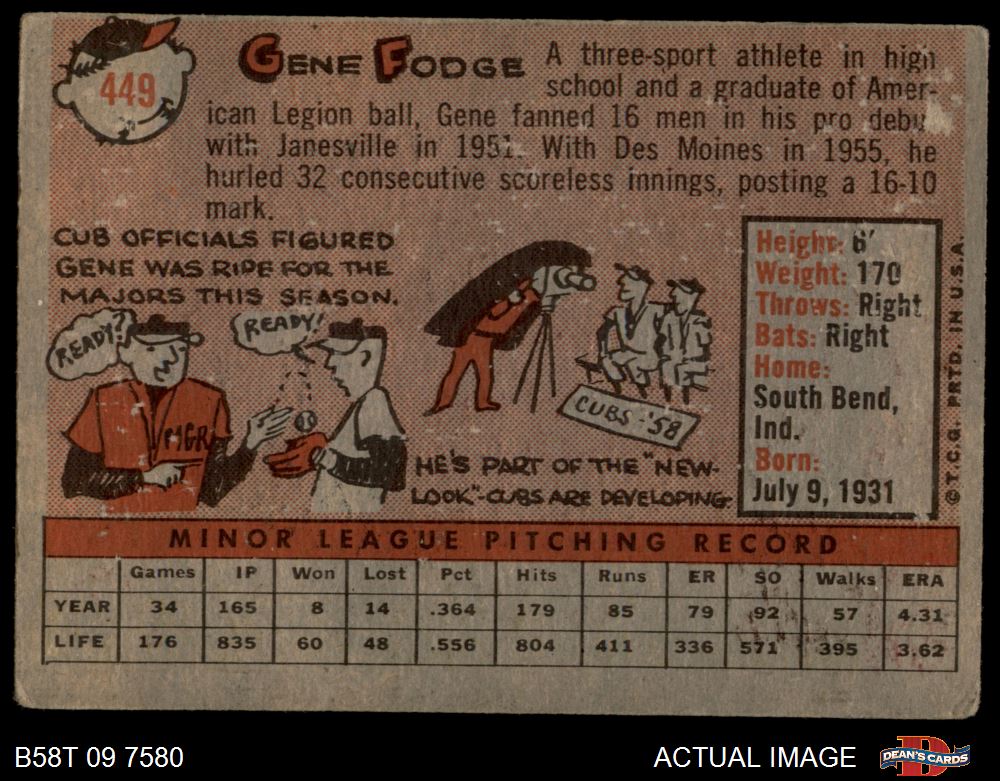 449
GENE FODGE
A three-sport athlete in high
school and a graduate of Amer-
ican Legion ball, Gene fanned 16 men in his pro debut
with Janesville in 1951. With Des Moines in 1955, he
hurled 32 consecutive scoreless innings, posting a 16-10
mark.
CUB OFFICIALS FIGURED
GENE WAS RIPE FOR THE
MAJORS THIS SEASON.
READY?
READY!
MGR
CUBS-'58
HE'S PART OF THE "NEW-
LOOK"-CUBS ARE DEVELOPING
Height: 6'
Weight: 170
Throws: Right
Bats: Right
Home:
South Bend,
Ind.
Born:
July 9, 1931
© T.C.G. PRTD. IN U.S.A.
MINOR LEAGUE PITCHING RECORD
Games IP Won Lost Pct Hits Runs ER SO Walks ERA
YEAR 34 165 8 14 .364 179 85 79 92 57 4.31
LIFE 176 835 60 48 .556 804 411 336 571 395 3.62
B58T 09 7580
ACTUAL IMAGE
DEAN'S CARDS